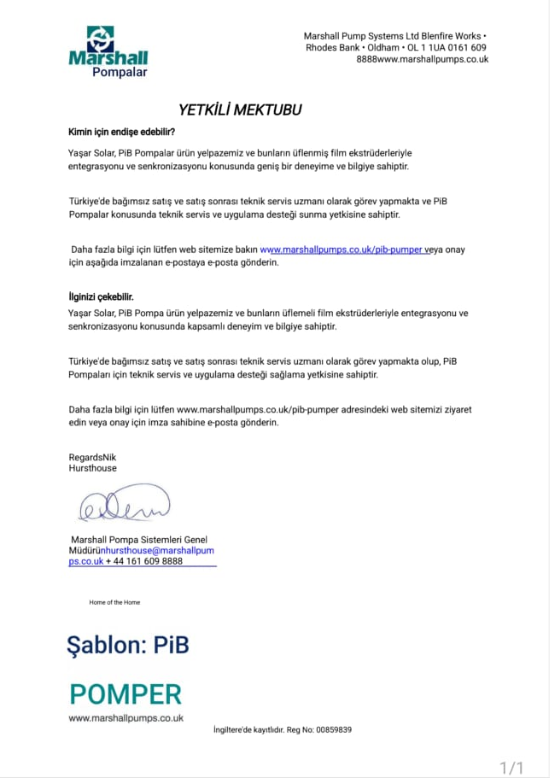 Marshall
Pompalar
Marshall Pump Systems Ltd Blenfire Works •
Rhodes Bank • Oldham • OL 1 1UA 0161 609
8888www.marshallpumps.co.uk
YETKİLİ MEKTUBU
Kimin için endişe edebilir?
Yaşar Solar, PiB Pompalar ürün yelpazemiz ve bunların üflenmiş film ekstrüderleriyle
entegrasyonu ve senkronizasyonu konusunda geniş bir deneyime ve bilgiye sahiptir.
Türkiye'de bağımsız satış ve satış sonrası teknik servis uzmanı olarak görev yapmakta ve PiB
Pompalar konusunda teknik servis ve uygulama desteği sunma yetkisine sahiptir.
Daha fazla bilgi için lütfen web sitemize bakın www.marshallpumps.co.uk/pib-pumper veya onay
için aşağıda imzalanan e-postaya e-posta gönderin.
İlginizi çekebilir.
Yaşar Solar, PiB Pompa ürün yelpazemiz ve bunların üflemeli film ekstrüderleriyle entegrasyonu ve
senkronizasyonu konusunda kapsamlı deneyim ve bilgiye sahiptir.
Türkiye'de bağımsız satış ve satış sonrası teknik servis uzmanı olarak görev yapmakta olup, PiB
Pompaları için teknik servis ve uygulama desteği sağlama yetkisine sahiptir.
Daha fazla bilgi için lütfen www.marshallpumps.co.uk/pib-pumper adresindeki web sitemizi ziyaret
edin veya onay için imza sahibine e-posta gönderin.
RegardsNik
Hursthouse
Marshall Pompa Sistemleri Genel
Müdürünhursthouse@marshallpum
ps.co.uk + 44 161 609 8888
Home of the Home
Şablon: PiB
POMPER
www.marshallpumps.co.uk
İngiltere'de kayıtlıdır. Reg No: 00859839
1/1